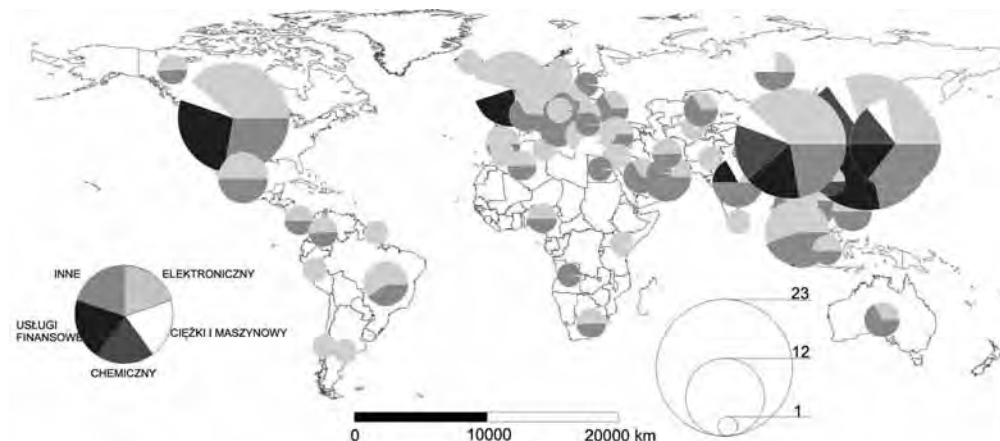 INNE
ELEKTRONICZNY
USŁUGI
FINANSOWE
CIĘŻKI I MASZYNOWY
CHEMICZNY
23
12
1
0 10000 20000 km